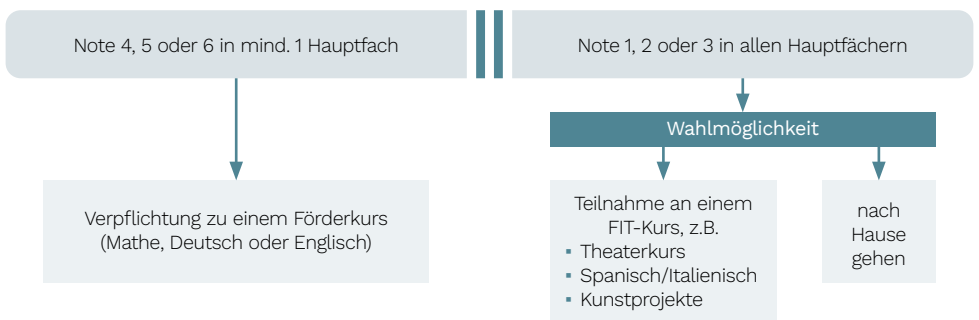 Note 4, 5 oder 6 in mind. 1 Hauptfach
Note 1, 2 oder 3 in allen Hauptfächern
Wahlmöglichkeit
Verpflichtung zu einem Förderkurs
(Mathe, Deutsch oder Englisch)
Teilnahme an einem
FIT-Kurs, z.B.
▪ Theaterkurs
▪ Spanisch/Italienisch
▪ Kunstprojekte
nach
Hause
gehen